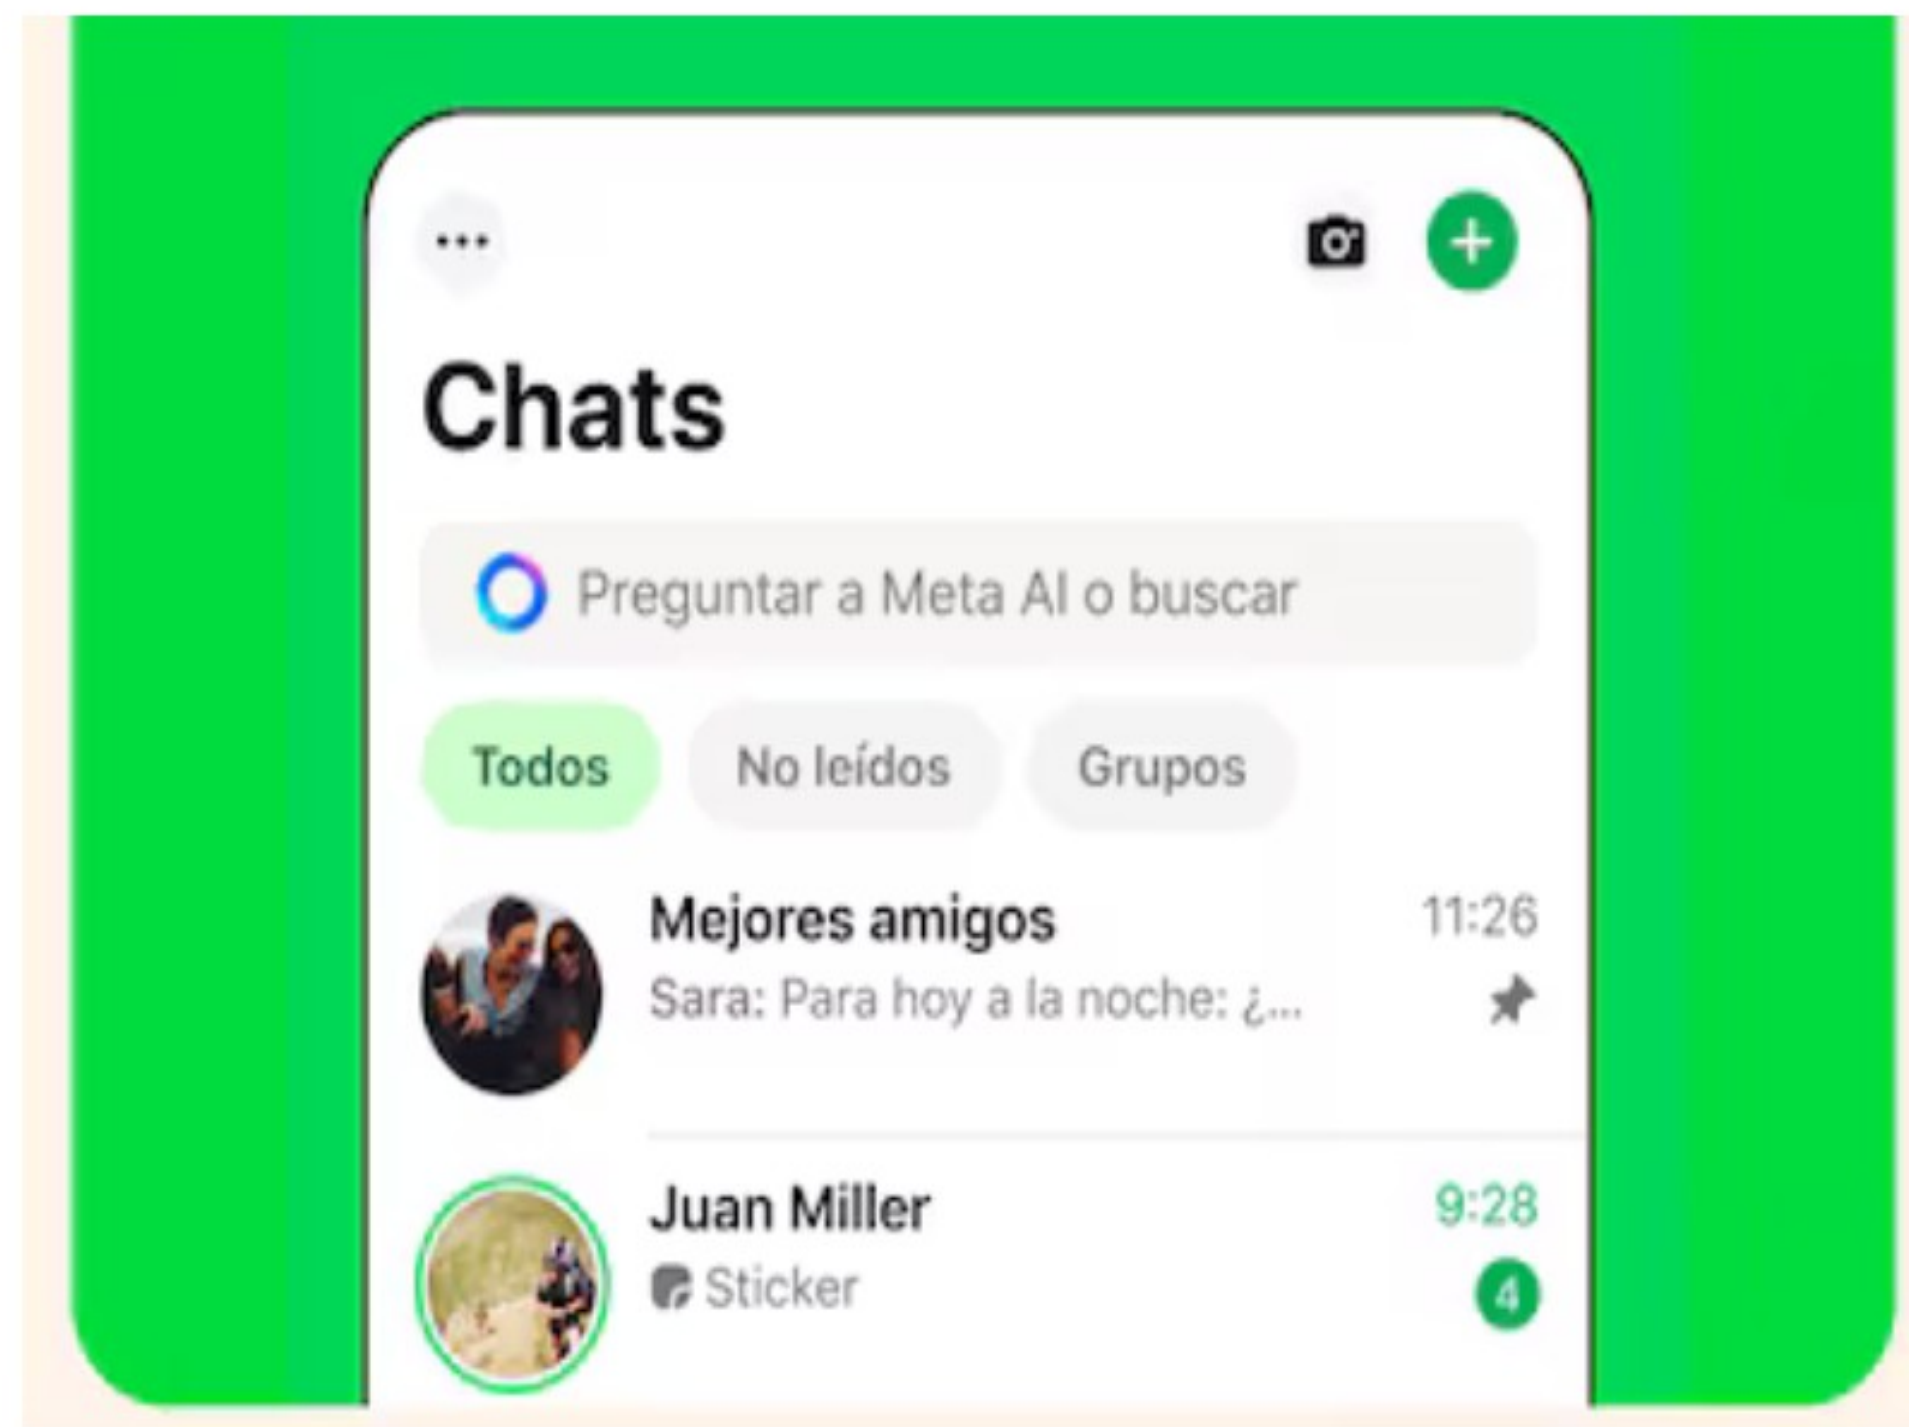 Chats
Preguntar a Meta AI o buscar
Todos No leídos Grupos
Mejores amigos 11:26
Sara: Para hoy a la noche: ¿...
Juan Miller 9:28
Sticker 4